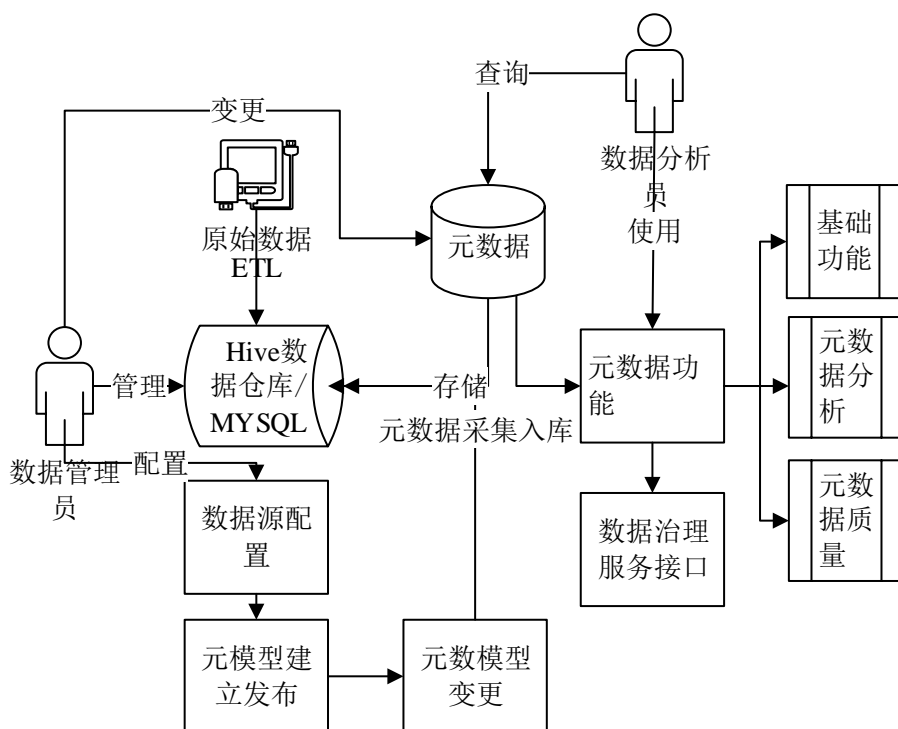 查询
变更
数据分析
员
使用
原始数据
ETL
元数据
基础
功能
Hive数
据仓库/
MYSQL
管理
存储
元数据采集入库
元数据功
能
元数
据分析
数据管理
员
配置
数据源配
置
数据治理
服务接口
元数
据质
量
元模型建
立发布
元数模型
变更